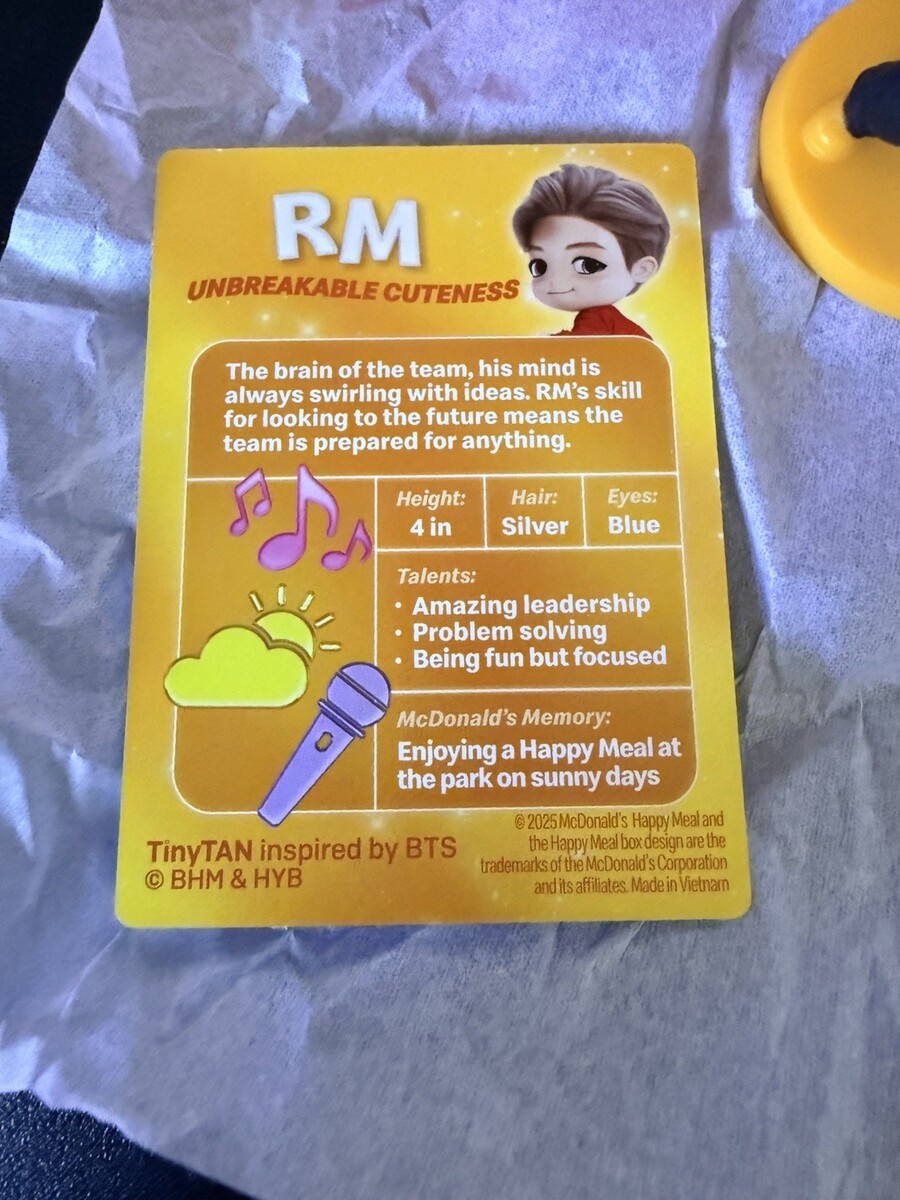 RM
UNBREAKABLE CUTENESS
The brain of the team, his mind is
always swirling with ideas. RM's skill
for looking to the future means the
team is prepared for anything.
Height:
4 in
Hair:
Silver
Eyes:
Blue
Talents:
• Amazing leadership
• Problem solving
• Being fun but focused
McDonald's Memory:
Enjoying a Happy Meal at
the park on sunny days
TinyTAN inspired by BTS
© BHM & HYB
© 2025 McDonald's Happy Meal and
the Happy Meal box design are the
trademarks of the McDonald's Corporation
and its affiliates. Made in Vietnam